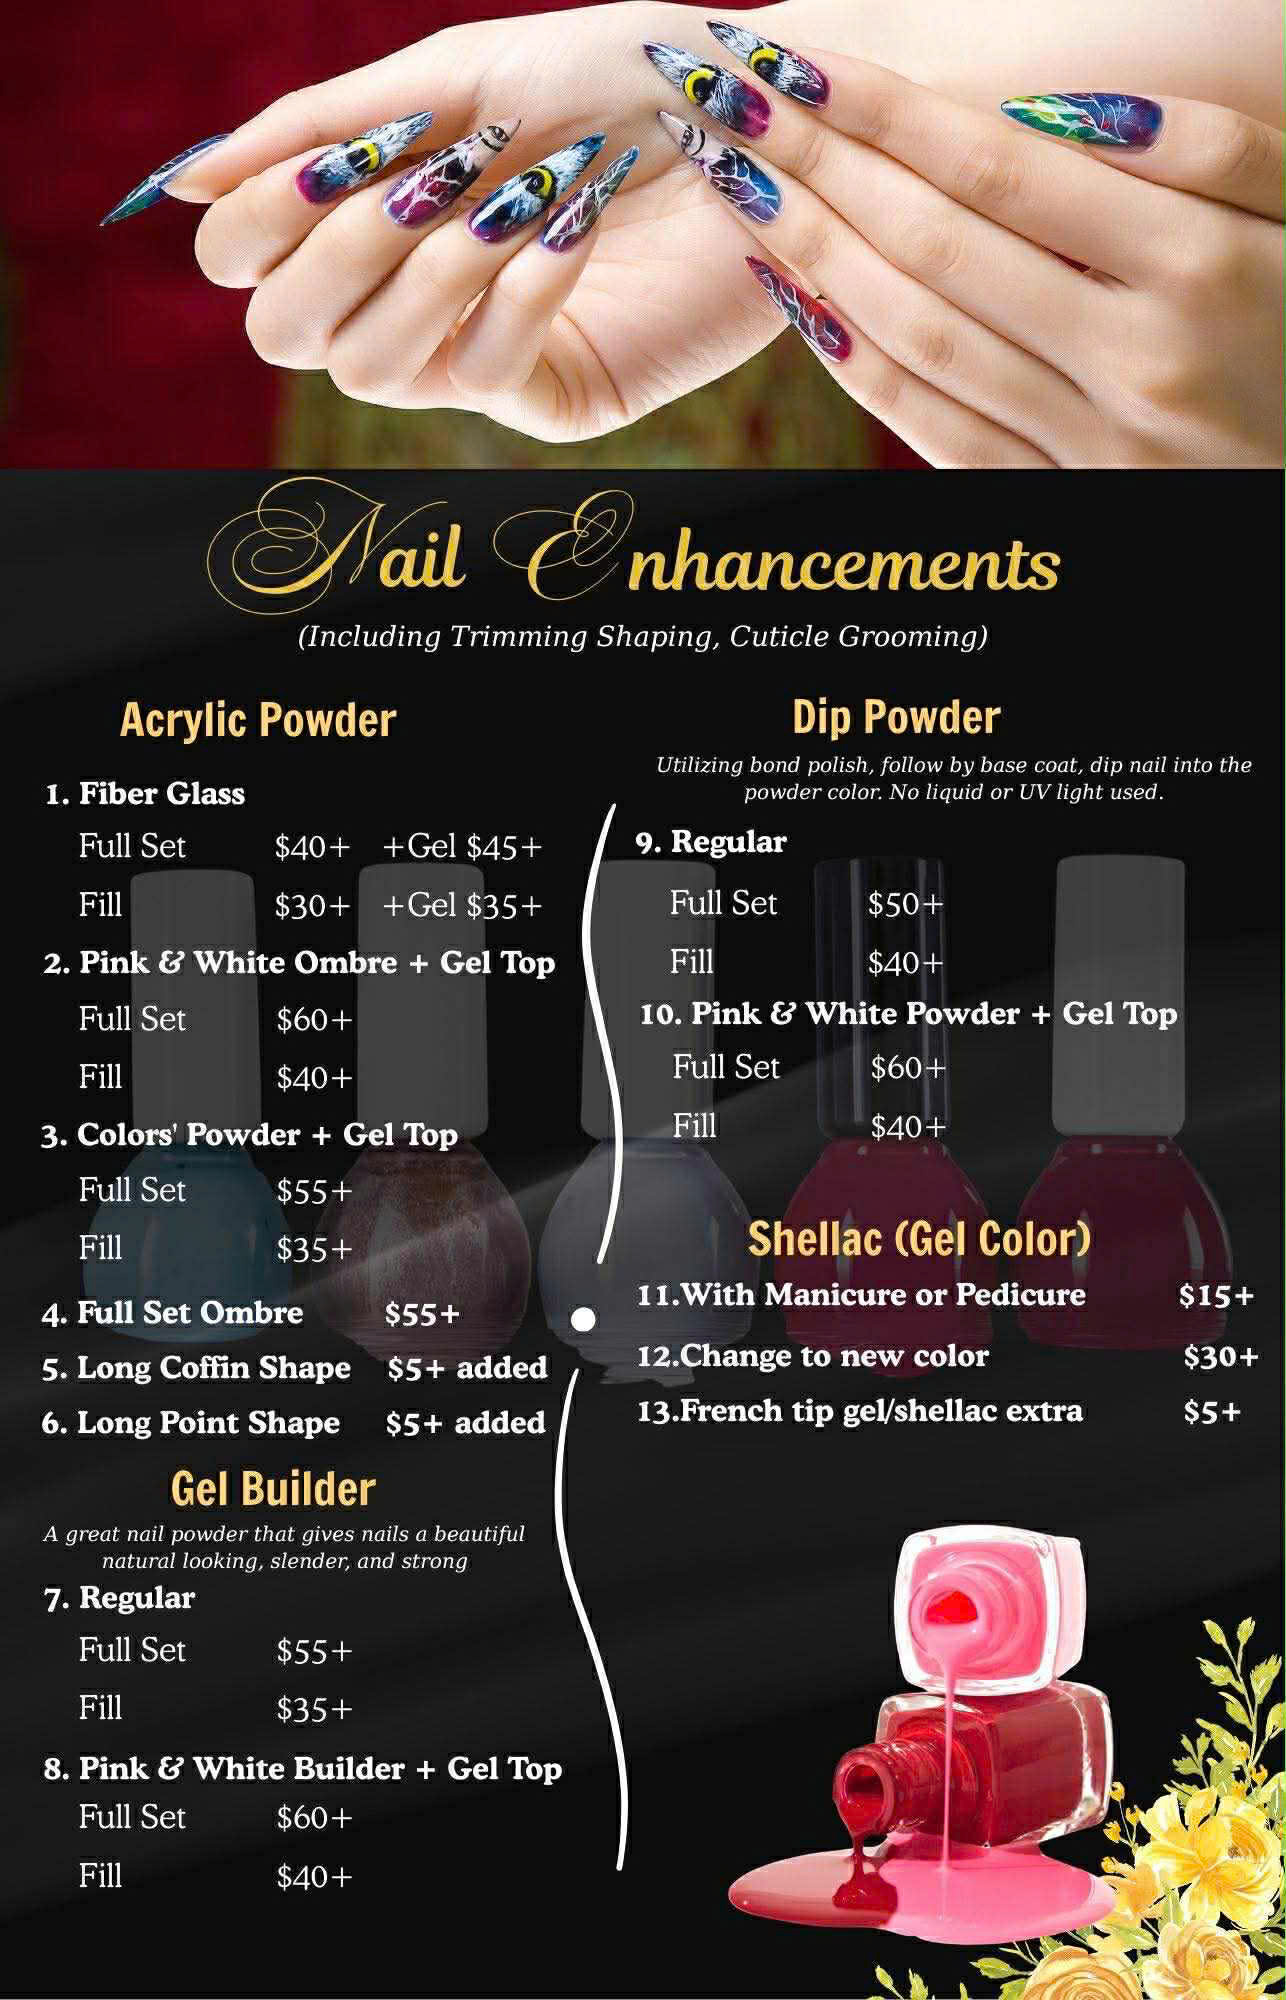 Nail Enhancements
(Including Trimming Shaping, Cuticle Grooming)
Acrylic Powder
1. Fiber Glass
Full Set $40+ +Gel $45+
Fill $30+ +Gel $35+
2. Pink & White Ombre + Gel Top
Full Set $60+
Fill $40+
3. Colors' Powder + Gel Top
Full Set $55+
Fill $35+
4. Full Set Ombre $55+
5. Long Coffin Shape $5+ added
6. Long Point Shape $5+ added
Gel Builder
A great nail powder that gives nails a beautiful
natural looking, slender, and strong
7. Regular
Full Set $55+
Fill $35+
8. Pink & White Builder + Gel Top
Full Set $60+
Fill $40+
Dip Powder
Utilizing bond polish, follow by base coat, dip nail into the
powder color. No liquid or UV light used.
9. Regular
Full Set $50+
Fill $40+
10. Pink & White Powder + Gel Top
Full Set $60+
Fill $40+
Shellac (Gel Color)
11.With Manicure or Pedicure $15+
12.Change to new color $30+
13.French tip gel/shellac extra $5+